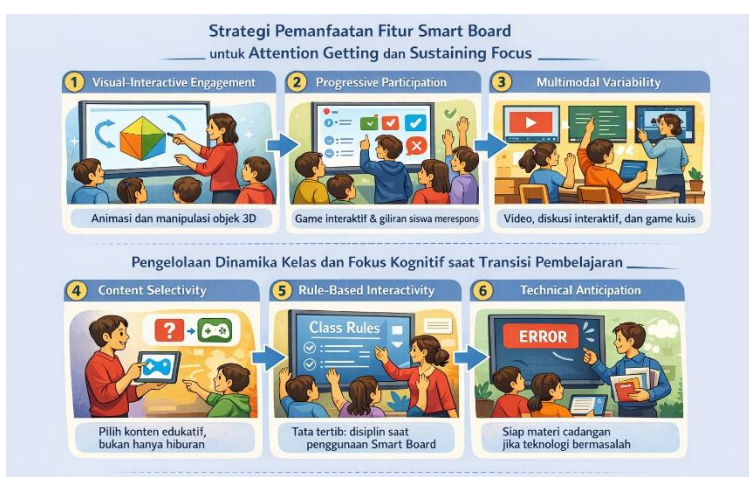 Strategi Pemanfaatan Fitur Smart Board
untuk Attention Getting dan Sustaining Focus
1 Visual-Interactive Engagement
Animasi dan manipulasi objek 3D
2 Progressive Participation
Game interaktif & giliran siswa merespons
3 Multimodal Variability
Video, diskusi interaktif, dan game kuis
Pengelolaan Dinamika Kelas dan Fokus Kognitif saat Transisi Pembelajaran
4 Content Selectivity
?
Pilih konten edukatif,
bukan hanya hiburan
5 Rule-Based Interactivity
Class Rules
Tata tertib: disiplin saat
penggunaan Smart Board
6 Technical Anticipation
ERROR
Siap materi cadangan
jika teknologi bermasalah